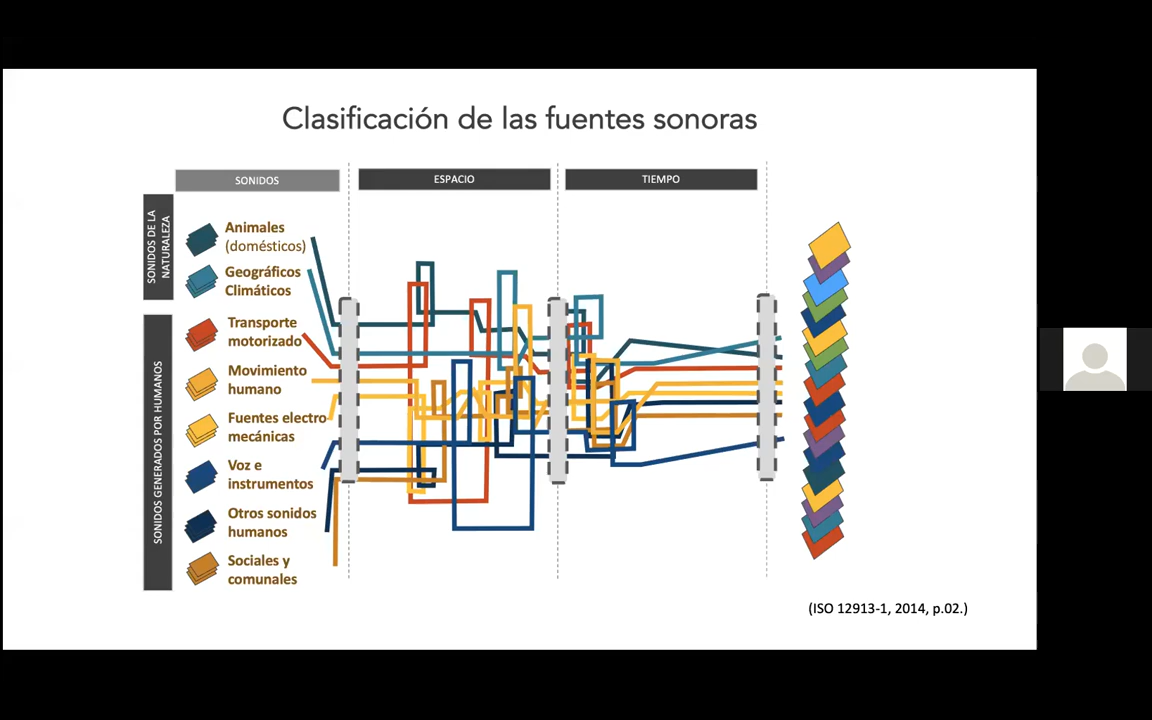 Clasificación de las fuentes sonoras
SONIDOS
ESPACIO
TIEMPO
SONIDOS DE LA
NATURALEZA
Animales
(domésticos)
Geográficos
Climáticos
SONIDOS GENERADOS POR HUMANOS
Transporte
motorizado
Movimiento
humano
Fuentes electro
mecánicas
Voz e
instrumentos
Otros sonidos
humanos
Sociales y
comunales
(ISO 12913-1, 2014, p.02.)